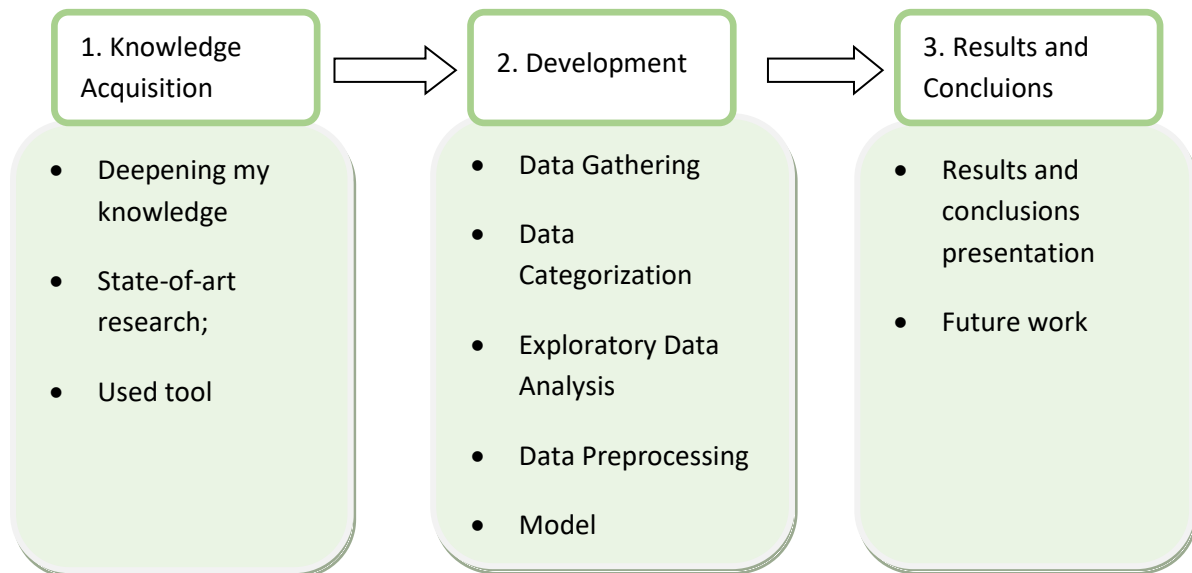 1. Knowledge
Acquisition
• Deepening my
knowledge
• State-of-art
research;
• Used tool
2. Development
• Data Gathering
• Data
Categorization
• Exploratory Data
Analysis
• Data Preprocessing
• Model
3. Results and
Concluions
• Results and
conclusions
presentation
• Future work